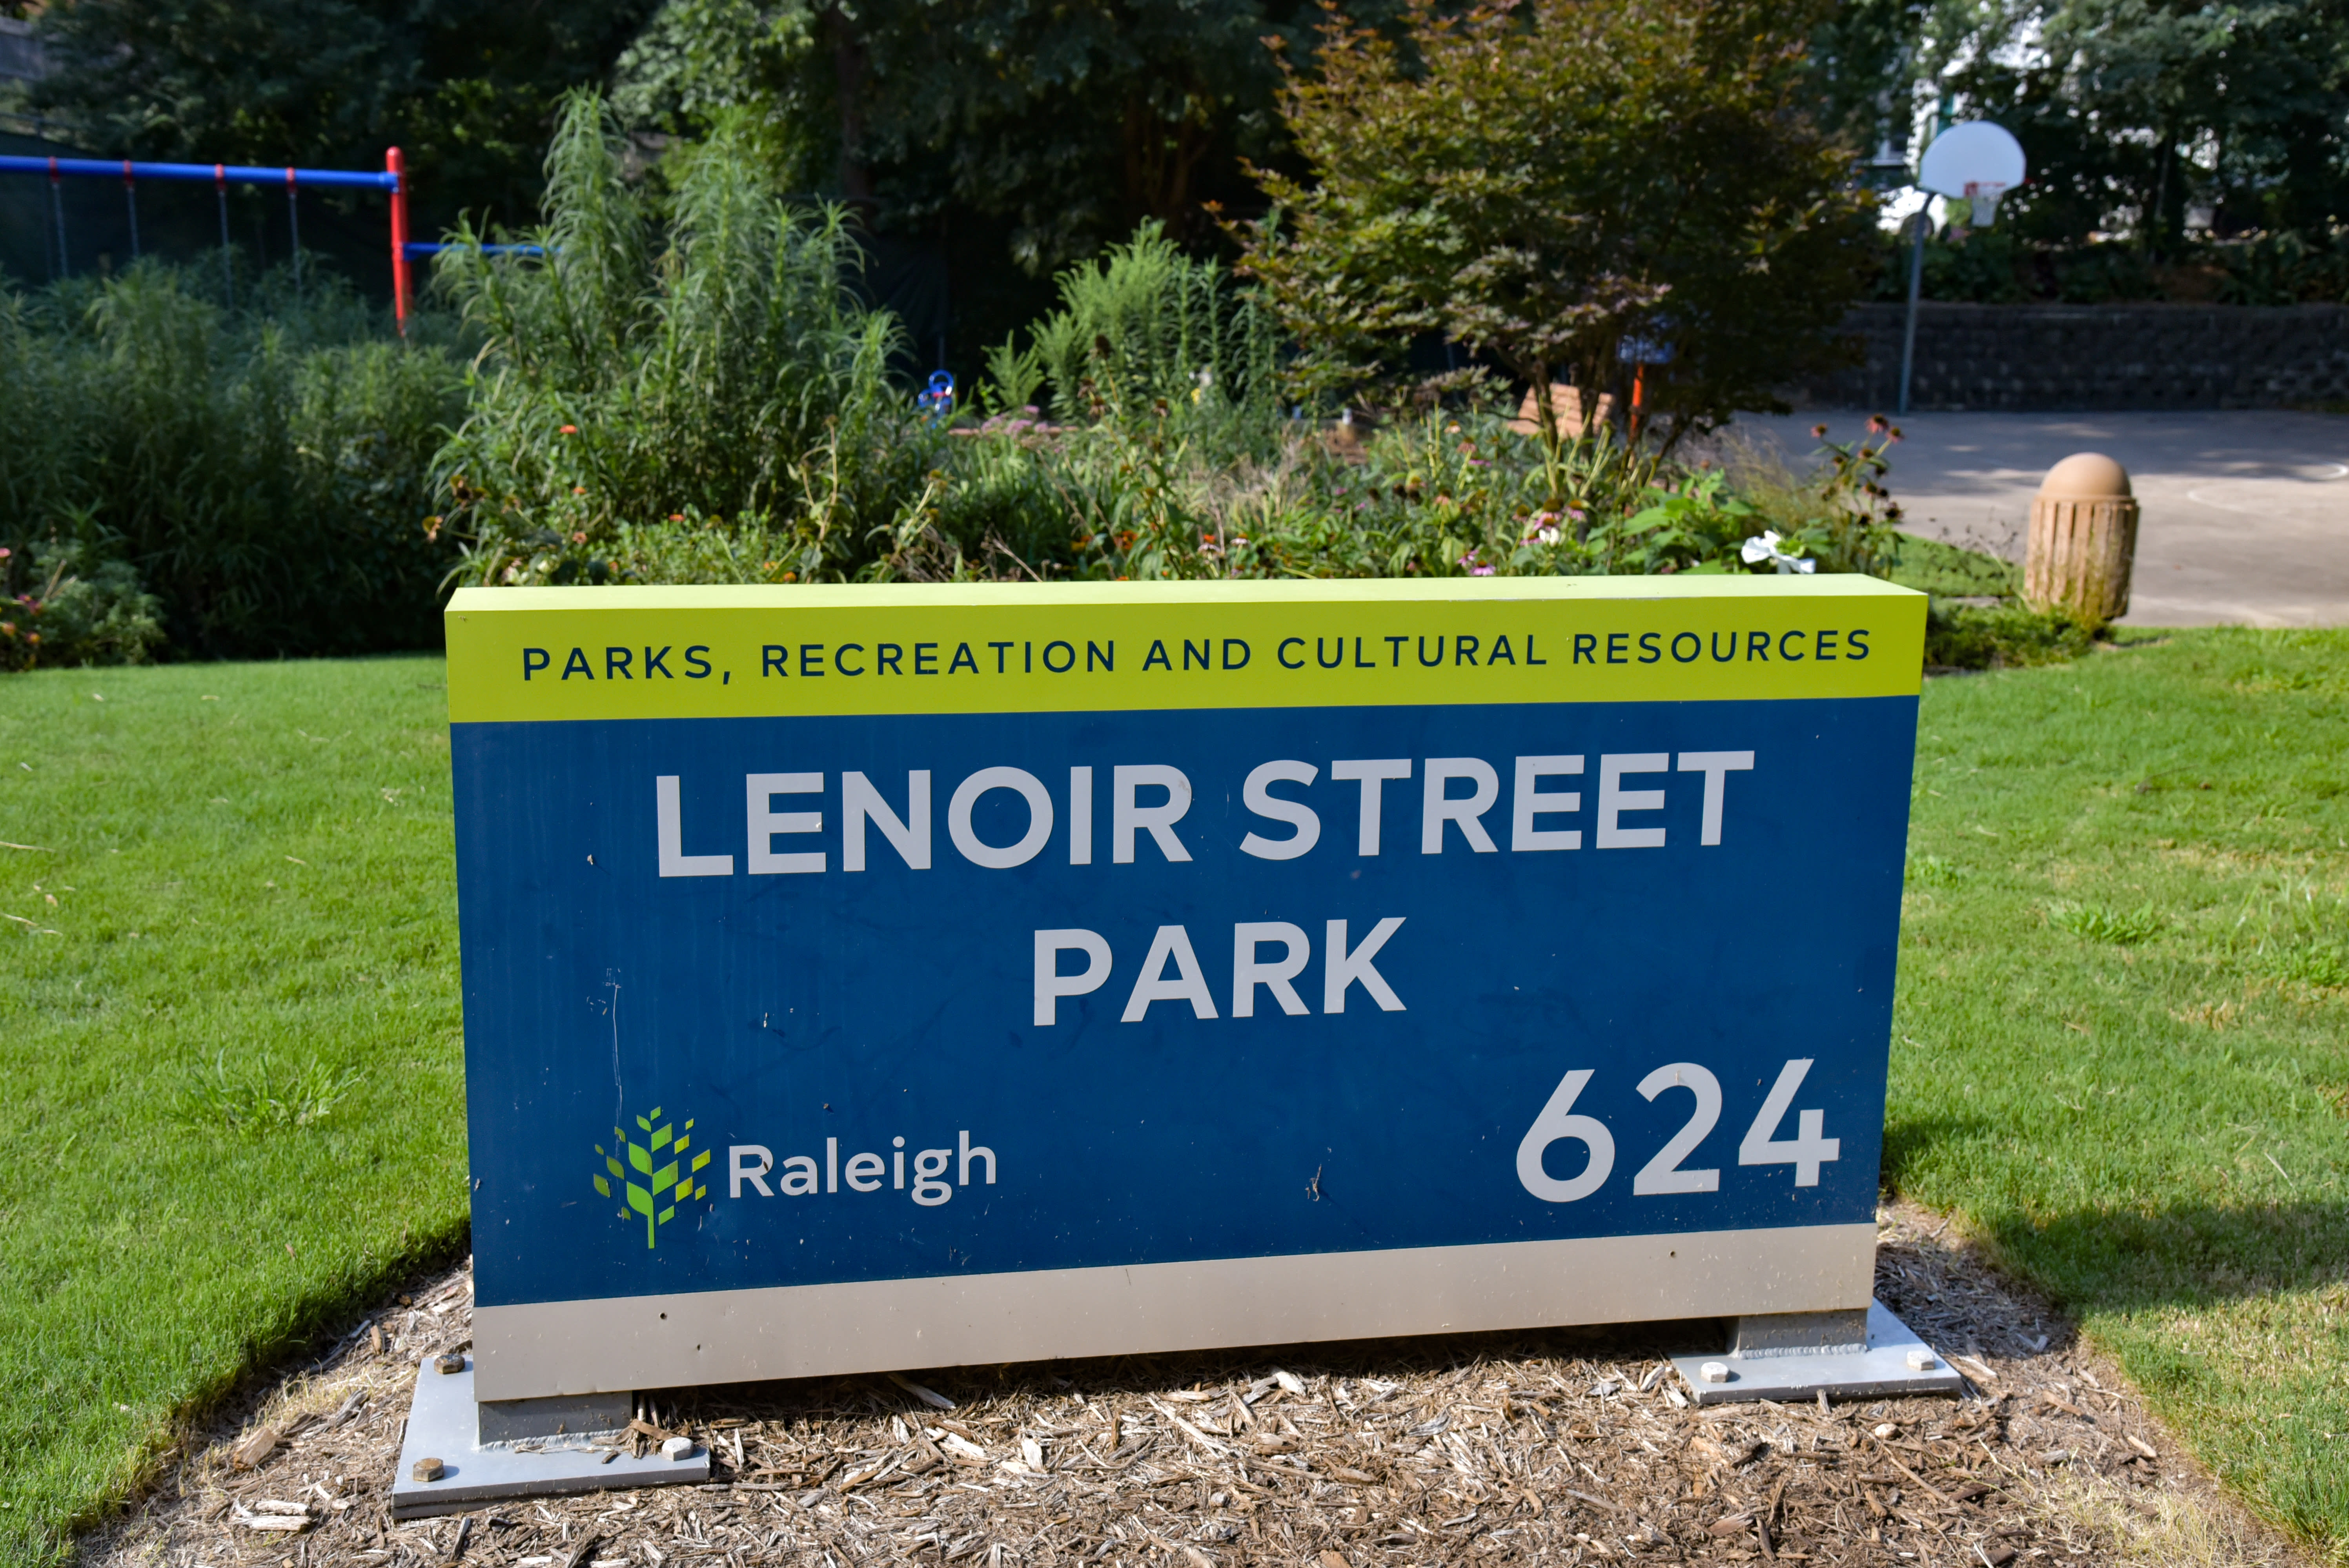 PARKS, RECREATION AND CULTURAL RESOURCES
LENOIR STREET
PARK
Raleigh
624